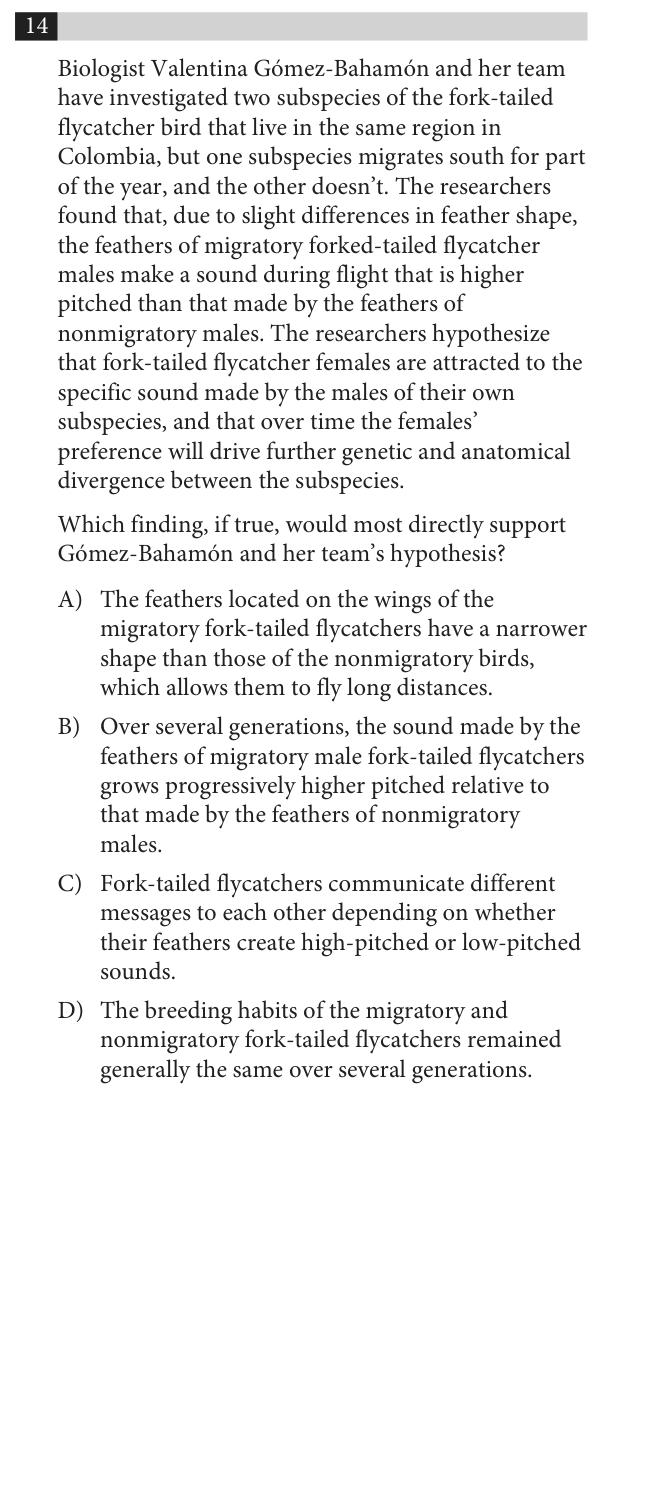 14
Biologist Valentina Gómez-Bahamón and her team
have investigated two subspecies of the fork-tailed
flycatcher bird that live in the same region in
Colombia, but one subspecies migrates south for part
of the year, and the other doesn’t. The researchers
found that, due to slight differences in feather shape,
the feathers of migratory forked-tailed flycatcher
males make a sound during flight that is higher
pitched than that made by the feathers of
nonmigratory males. The researchers hypothesize
that fork-tailed flycatcher females are attracted to the
specific sound made by the males of their own
subspecies, and that over time the females’
preference will drive further genetic and anatomical
divergence between the subspecies.
Which finding, if true, would most directly support
Gómez-Bahamón and her team’s hypothesis?
A) The feathers located on the wings of the
migratory fork-tailed flycatchers have a narrower
shape than those of the nonmigratory birds,
which allows them to fly long distances.
B) Over several generations, the sound made by the
feathers of migratory male fork-tailed flycatchers
grows progressively higher pitched relative to
that made by the feathers of nonmigratory
males.
C) Fork-tailed flycatchers communicate different
messages to each other depending on whether
their feathers create high-pitched or low-pitched
sounds.
D) The breeding habits of the migratory and
nonmigratory fork-tailed flycatchers remained
generally the same over several generations.